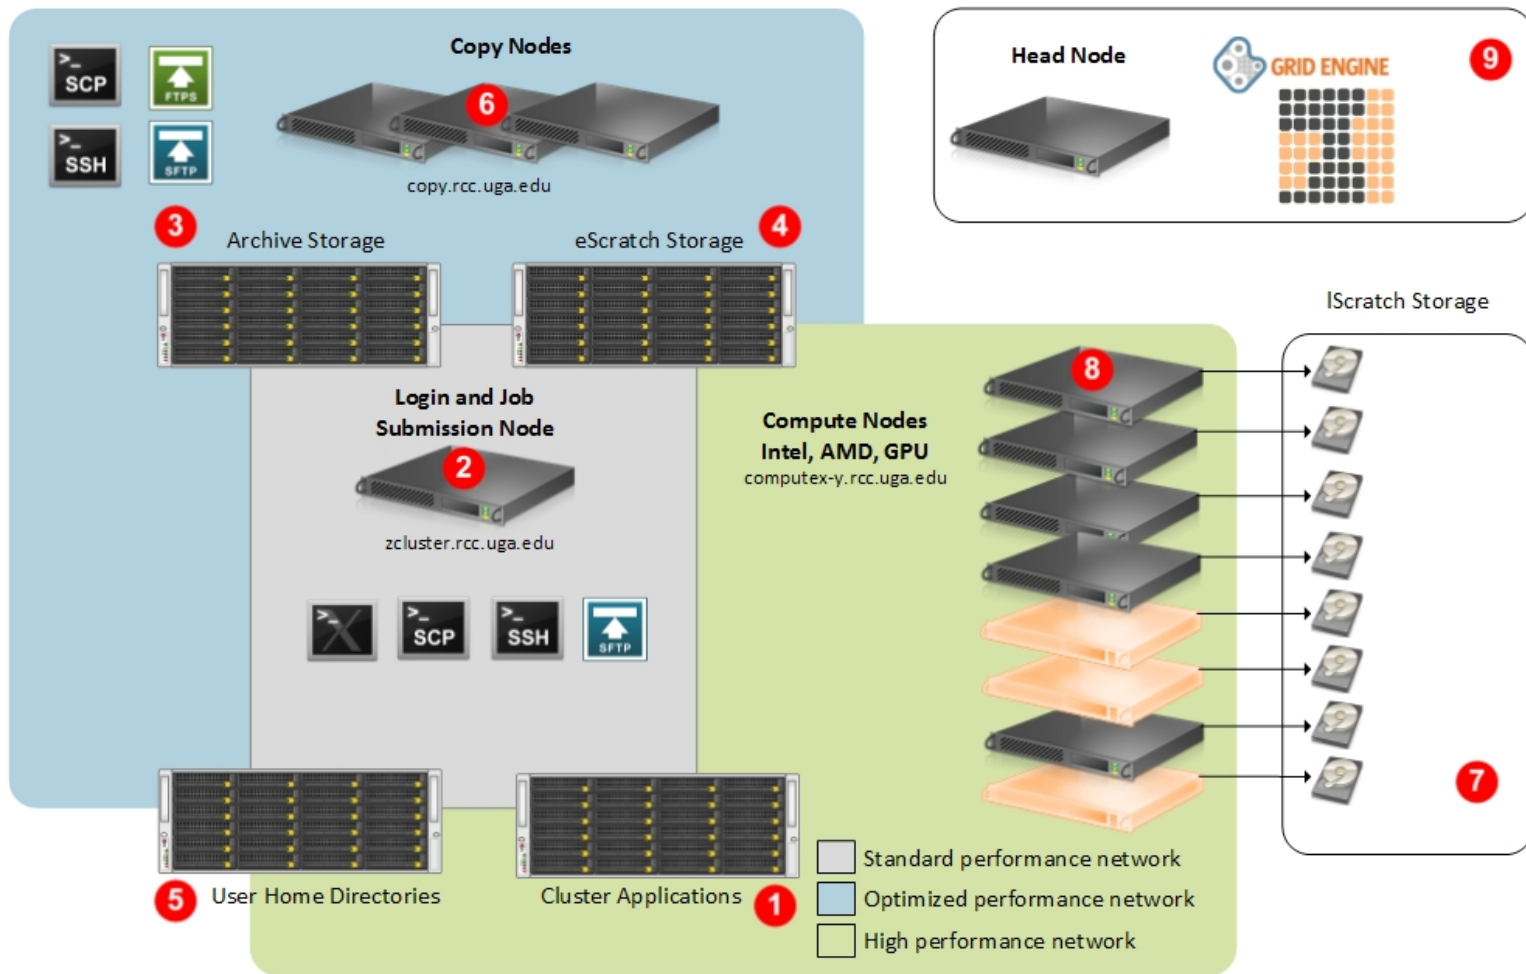 Copy Nodes
>_
SCP
FTPS
>_
SSH
SFTP
6
copy.rcc.uga.edu
Head Node
GRID ENGINE
9
3
Archive Storage
eScratch Storage
4
lScratch Storage
Login and Job
Submission Node
2
zcluster.rcc.uga.edu
>_
X
>_
SCP
>_
SSH
SFTP
Compute Nodes
Intel, AMD, GPU
computex-y.rcc.uga.edu
8
7
5
User Home Directories
Cluster Applications
1
Standard performance network
Optimized performance network
High performance network